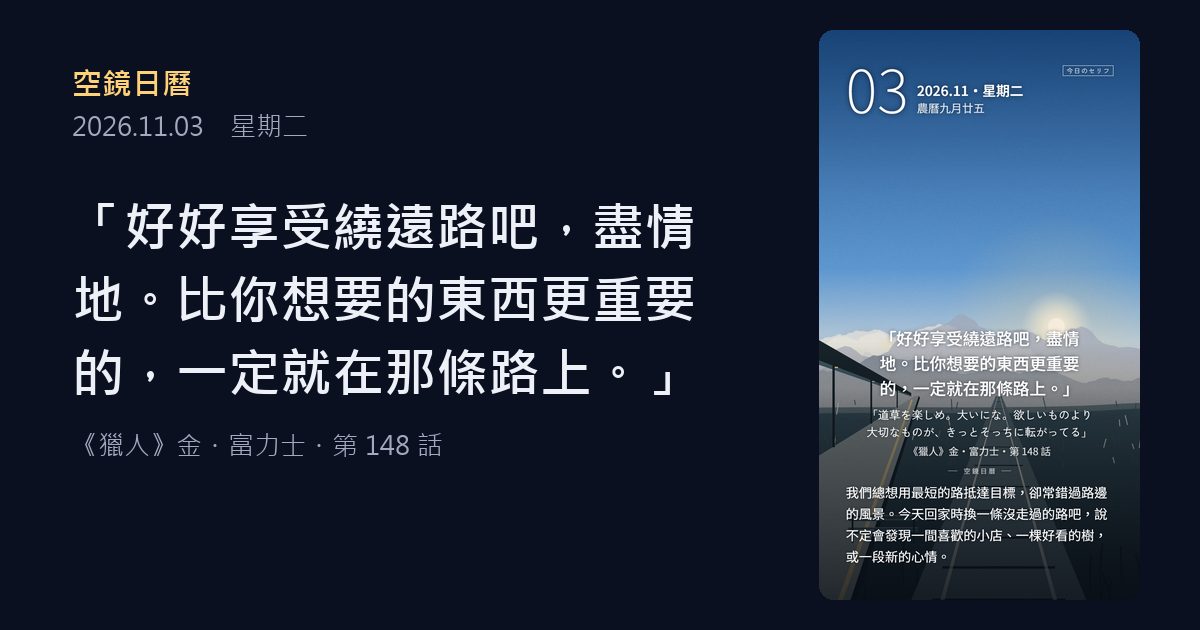 空鏡日曆
2026.11.03 星期二
「好好享受繞遠路吧，盡情
地。比你想要的東西更重要
的，一定就在那條路上。」
《獵人》金・富力士・第 148 話
03
2026.11・星期二
農曆九月廿五
今日のセリフ
「好好享受繞遠路吧，盡情
地。比你想要的東西更重要
的，一定就在那條路上。」
「道草を楽しめ。大いにな。欲しいものより
大切なものが、きっとそっちに転がってる」
《獵人》金・富力士・第 148 話
— 空鏡日曆 —
我們總想用最短的路抵達目標，卻常錯過路邊
的風景。今天回家時換一條沒走過的路吧，說
不定會發現一間喜歡的小店、一棵好看的樹，
或一段新的心情。